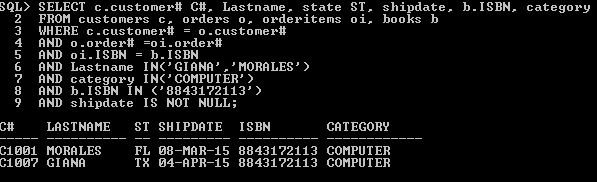 SQL> SELECT c.customer# C#, Lastname, state ST, shipdate, b.ISBN, category
2 FROM customers c, orders o, orderitems oi, books b
3 WHERE c.customer# = o.customer#
4 AND o.order# =oi.order#
5 AND oi.ISBN = b.ISBN
6 AND Lastname IN('GIANA','MORALES')
7 AND category IN('COMPUTER')
8 AND b.ISBN IN ('8843172113')
9 AND shipdate IS NOT NULL;
C# LASTNAME ST SHIPDATE ISBN CATEGORY
----- ---------- -- --------- ---------- ------------
C1001 MORALES FL 08-MAR-15 8843172113 COMPUTER
C1007 GIANA TX 04-APR-15 8843172113 COMPUTER